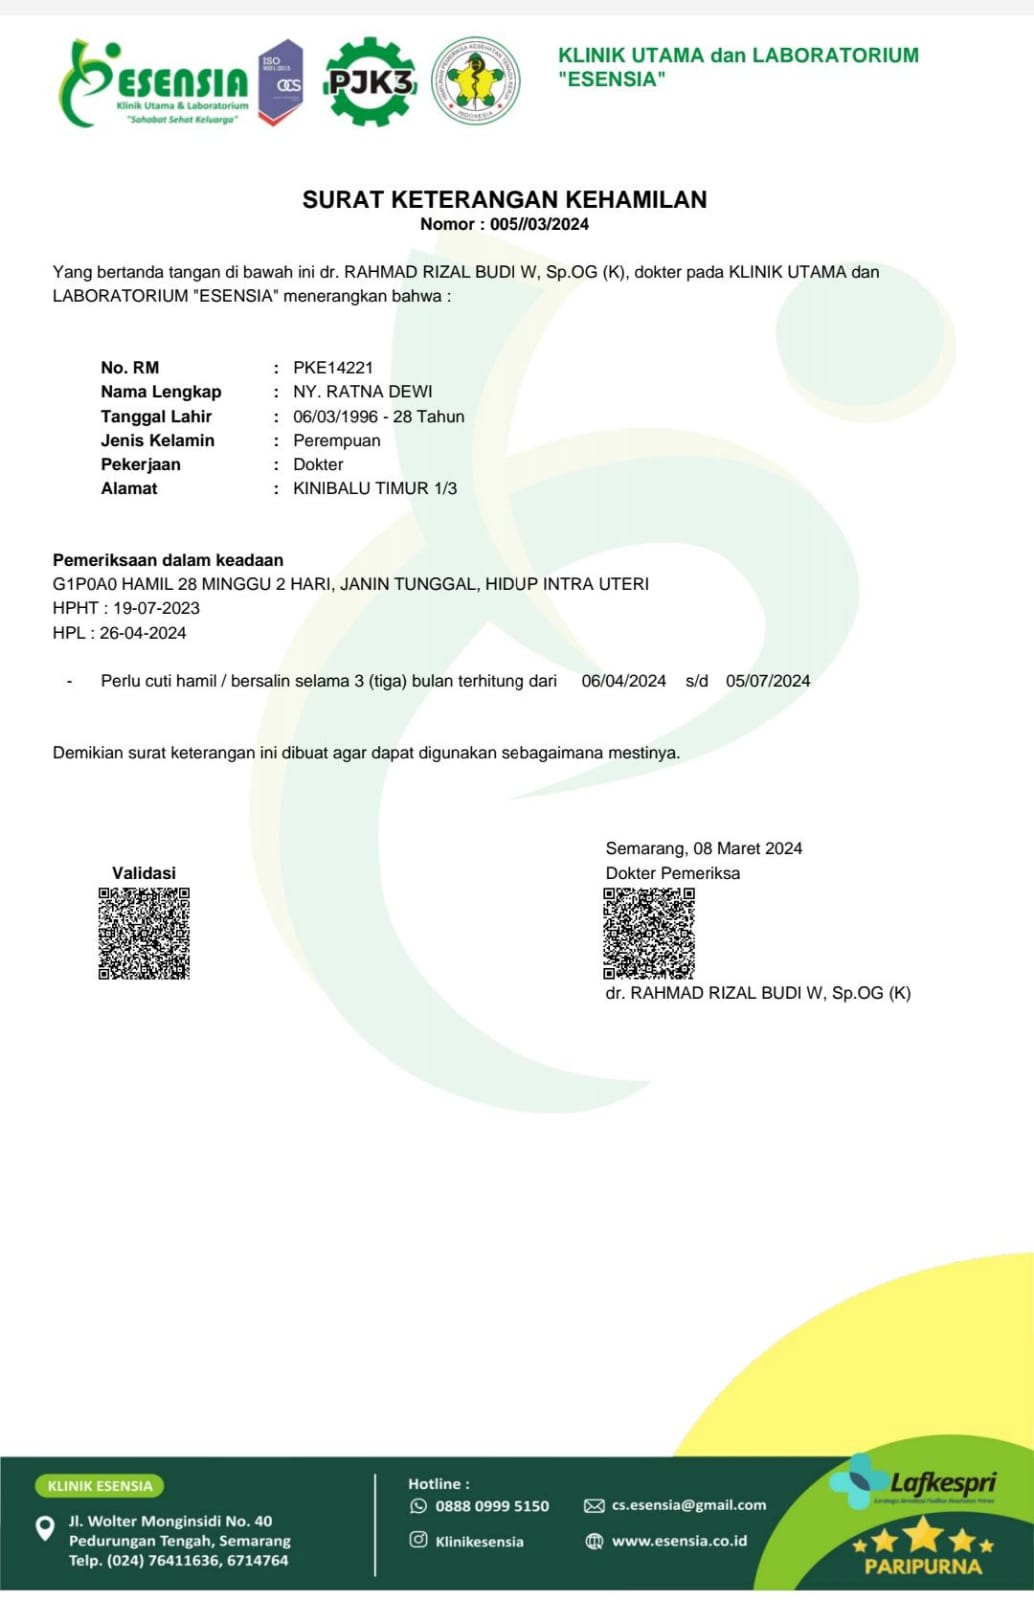 ESENSIA
Klinik Utama & Laboratorium
"Sahabat Sehat Keluarga"
ISO
9001:2015
OCS
PJK3
INDONESIA
KLINIK UTAMA dan LABORATORIUM
"ESENSIA"
SURAT KETERANGAN KEHAMILAN
Nomor : 005//03/2024
Yang bertanda tangan di bawah ini dr. RAHMAD RIZAL BUDI W, Sp.OG (K), dokter pada KLINIK UTAMA dan
LABORATORIUM "ESENSIA" menerangkan bahwa :
No. RM : PKE14221
Nama Lengkap : NY. RATNA DEWI
Tanggal Lahir : 06/03/1996 - 28 Tahun
Jenis Kelamin : Perempuan
Pekerjaan : Dokter
Alamat : KINIBALU TIMUR 1/3
Pemeriksaan dalam keadaan
G1P0A0 HAMIL 28 MINGGU 2 HARI, JANIN TUNGGAL, HIDUP INTRA UTERI
HPHT : 19-07-2023
HPL : 26-04-2024
- Perlu cuti hamil / bersalin selama 3 (tiga) bulan terhitung dari 06/04/2024 s/d 05/07/2024
Demikian surat keterangan ini dibuat agar dapat digunakan sebagaimana mestinya.
Semarang, 08 Maret 2024
Validasi
Dokter Pemeriksa
dr. RAHMAD RIZAL BUDI W, Sp.OG (K)
KLINIK ESENSIA
Jl. Wolter Monginsidi No. 40
Pedurungan Tengah, Semarang
Telp. (024) 76411636, 6714764
Hotline :
0888 0999 5150
Klinikesensia
cs.esensia@gmail.com
www.esensia.co.id
Lafkespri
PARIPURNA